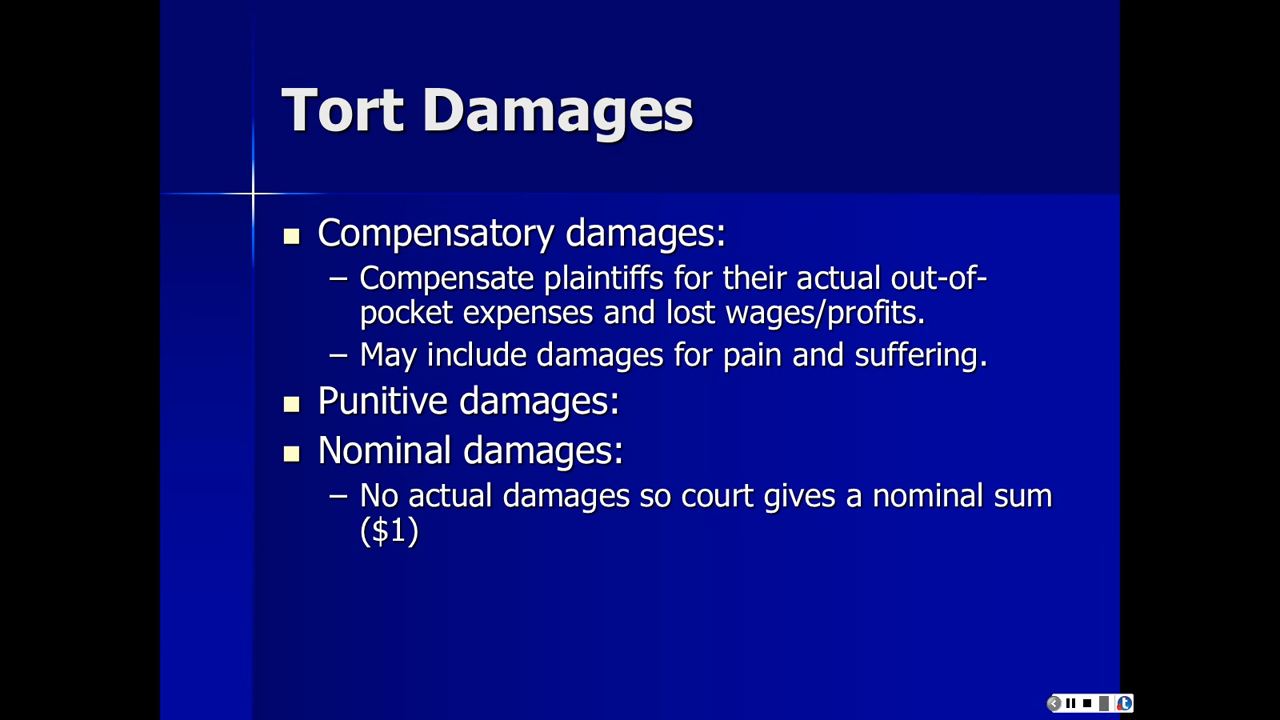 Tort Damages
Compensatory damages:
– Compensate plaintiffs for their actual out-of-
pocket expenses and lost wages/profits.
– May include damages for pain and suffering.
Punitive damages:
Nominal damages:
– No actual damages so court gives a nominal sum
($1)